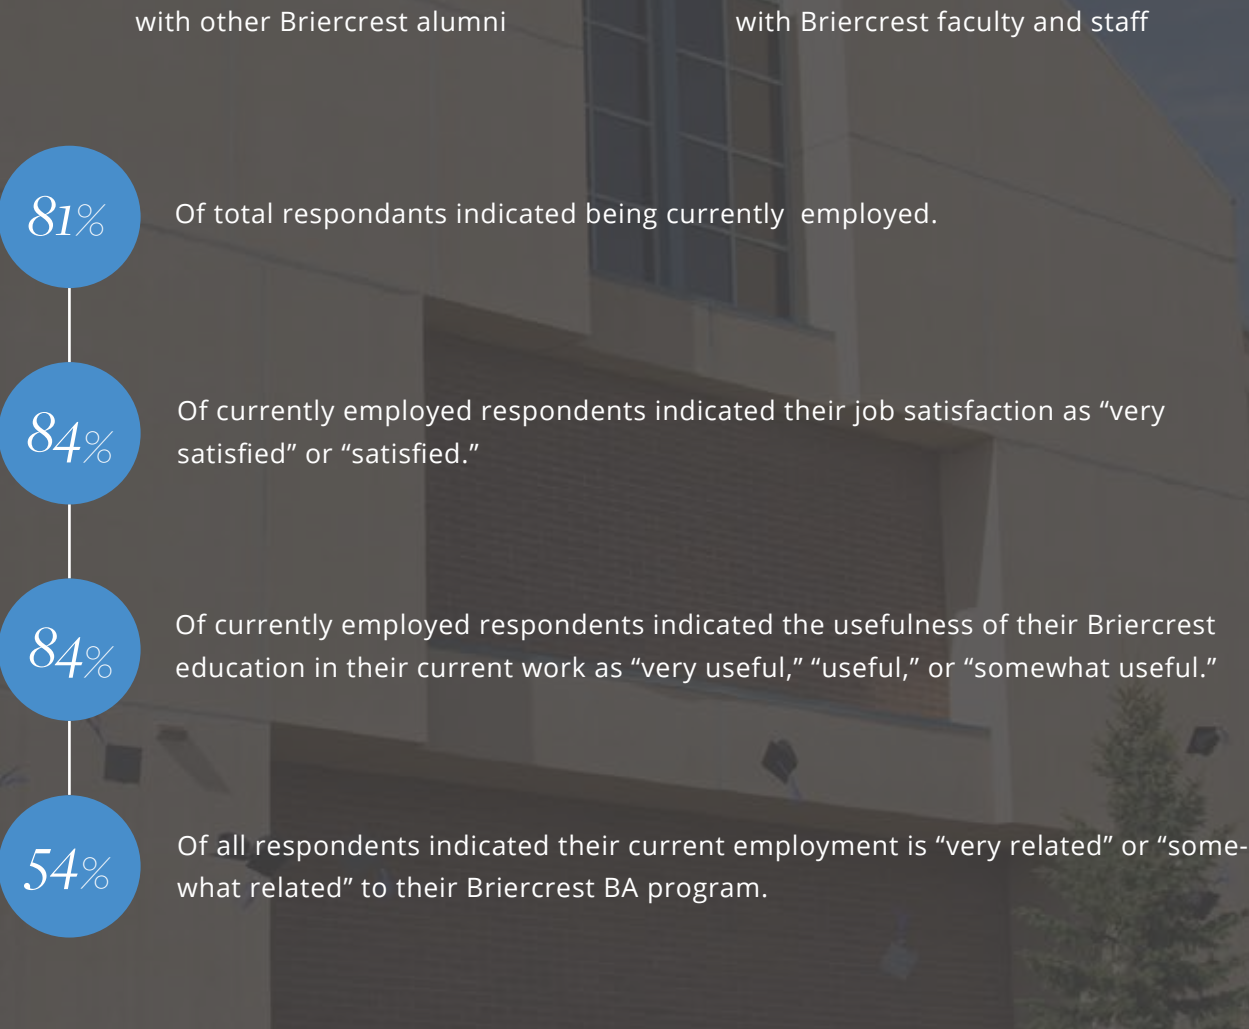 with other Briercrest alumni
with Briercrest faculty and staff
81%
Of total respondants indicated being currently  employed.
84%
Of currently employed respondents indicated their job satisfaction as “very
satisfied” or “satisfied.”
84%
Of currently employed respondents indicated the usefulness of their Briercrest
education in their current work as “very useful,” “useful,” or “somewhat useful.”
54%
Of all respondents indicated their current employment is “very related” or “some-
what related” to their Briercrest BA program.